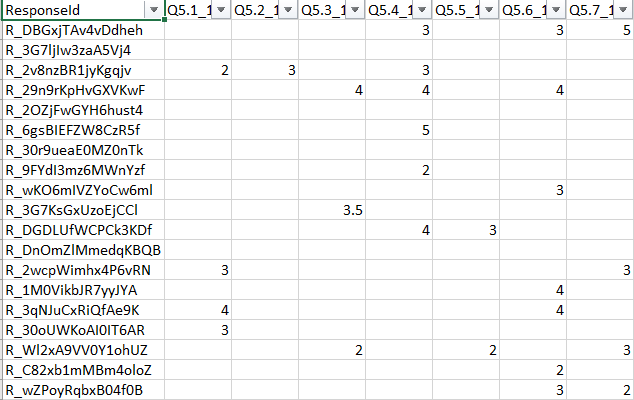 ResponseId Q5.1_1 Q5.2_1 Q5.3_1 Q5.4_1 Q5.5_1 Q5.6_1 Q5.7_1
R_DBGxjTAv4vDdheh 3 3 5
R_3G7ljIw3zaA5Vj4
R_2v8nzBR1jyKgqjv 2 3 3
R_29n9rKpHvGXVKwF 4 4 4
R_2OZjFwGYH6hust4
R_6gsBIEFZW8CzR5f 5
R_30r9ueaE0MZ0nTk
R_9FYdI3mz6MWnYzf 2
R_wKO6mIVZYoCw6ml 3
R_3G7KsGxUzoEjCCl 3.5
R_DGDLUfWCPCk3KDf 4 3
R_DnOmZlMmedqKBQB
R_2wcpWimhx4P6vRN 3 3
R_1M0VikbJR7yyJYA 4
R_3qNJuCxRiQfAe9K 4 4
R_30oUWKoAI0IT6AR 3
R_Wl2xA9VV0Y1ohUZ 2 2 3
R_C82xb1mMBm4oloZ 2
R_wZPoyRqbxB04f0B 3 2